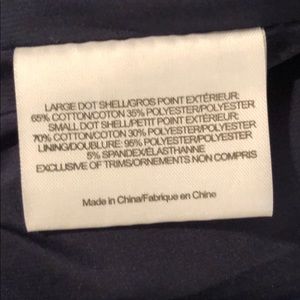 LARGE DOT SHELL/GROS POINT EXTÉRIEUR:
65% COTTON/COTON 35% POLYESTER/POLYESTER
SMALL DOT SHELL/PETIT POINT EXTÉRIEUR:
70% COTTON/COTON 30% POLYESTER/POLYESTER
LINING/DOUBLURE: 95% POLYESTER/POLYESTER
5% SPANDEX/ÉLASTHANNE
EXCLUSIVE OF TRIMS/ORNEMENTS NON COMPRIS
Made in China/Fabrique en Chine